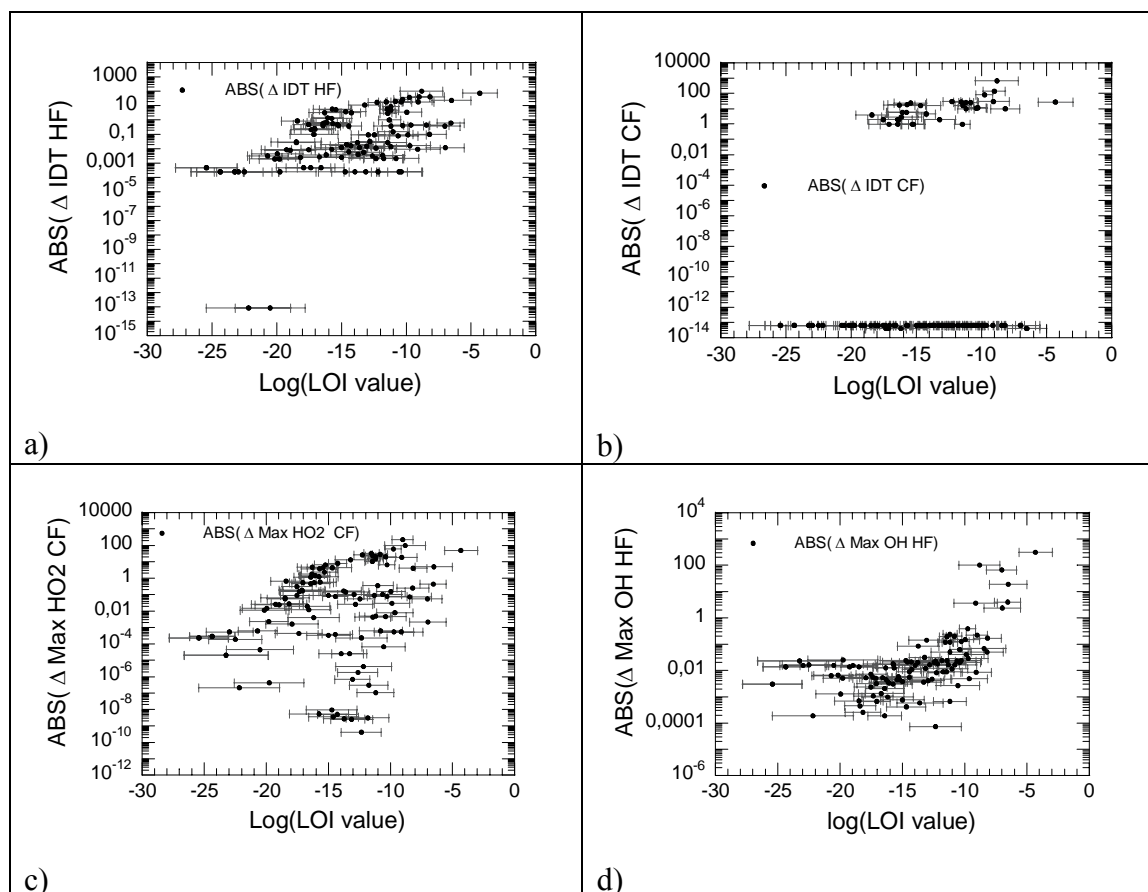 1000
10
0,1
0,001
10-5
10-7
10-9
10-11
10-13
10-15
ABS( Δ IDT HF)
ABS( Δ IDT HF)
-30 -25 -20 -15 -10 -5 0
Log(LOI value)
a)
10000
100
1
0,01
10-4
10-6
10-8
10-10
10-12
10-14
ABS( Δ IDT CF)
ABS( Δ IDT CF)
-30 -25 -20 -15 -10 -5 0
Log(LOI value)
b)
10000
100
1
0,01
10-4
10-6
10-8
10-10
10-12
ABS( Δ Max HO2 CF)
ABS( Δ Max HO2 CF)
-30 -25 -20 -15 -10 -5 0
Log(LOI value)
c)
104
100
1
0,01
0,0001
10-6
ABS( Δ Max OH HF)
ABS( Δ Max OH HF)
-30 -25 -20 -15 -10 -5 0
log(LOI value)
d)